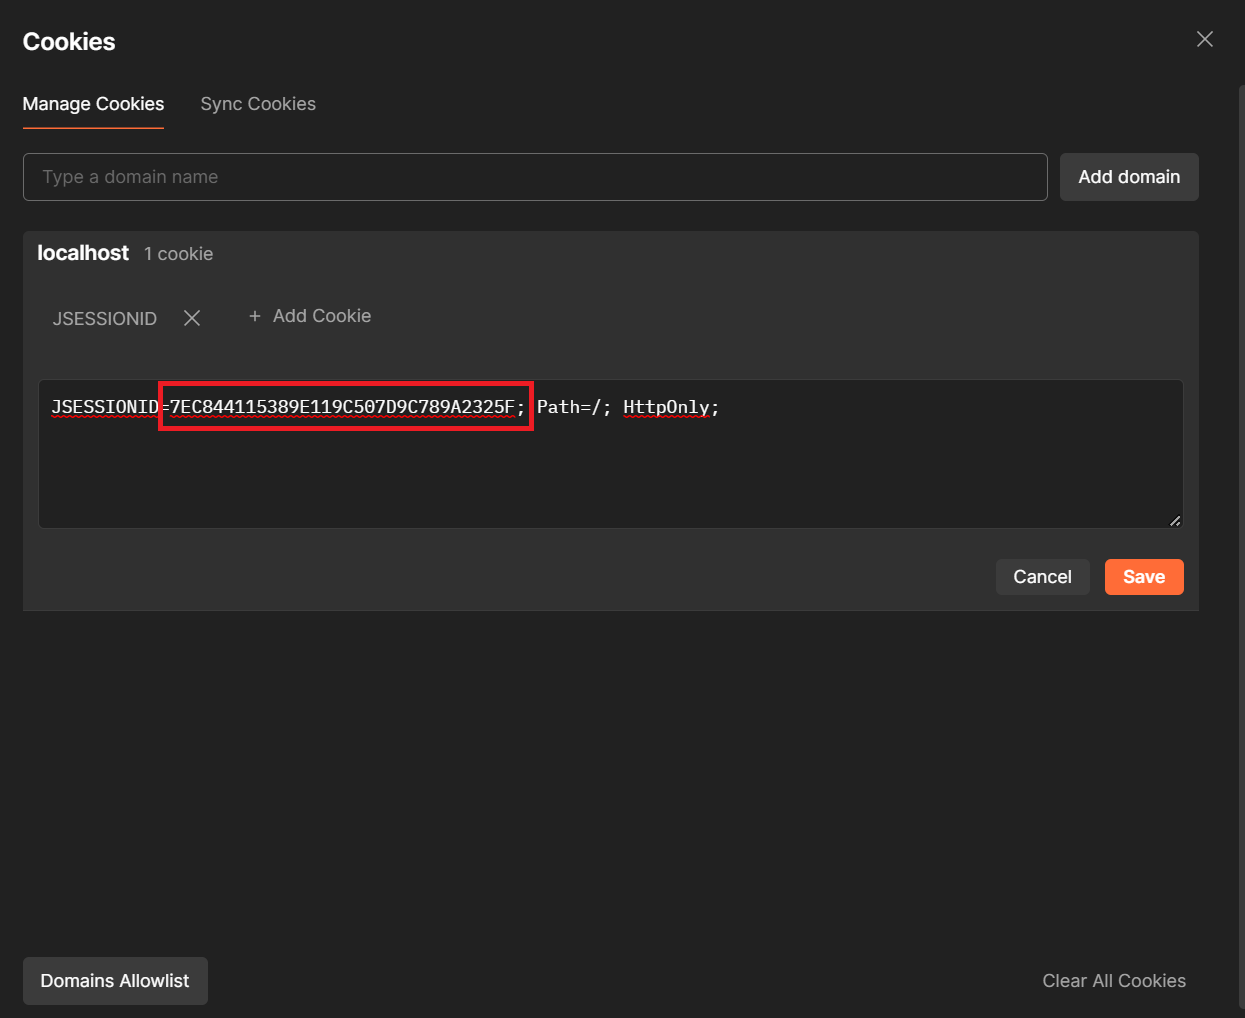 Cookies
Manage Cookies Sync Cookies
Type a domain name Add domain
localhost 1 cookie
JSESSIONID + Add Cookie
JSESSIONID=7EC844115389E119C507D9C789A2325F; Path=/; HttpOnly;
Cancel Save
Domains Allowlist Clear All Cookies